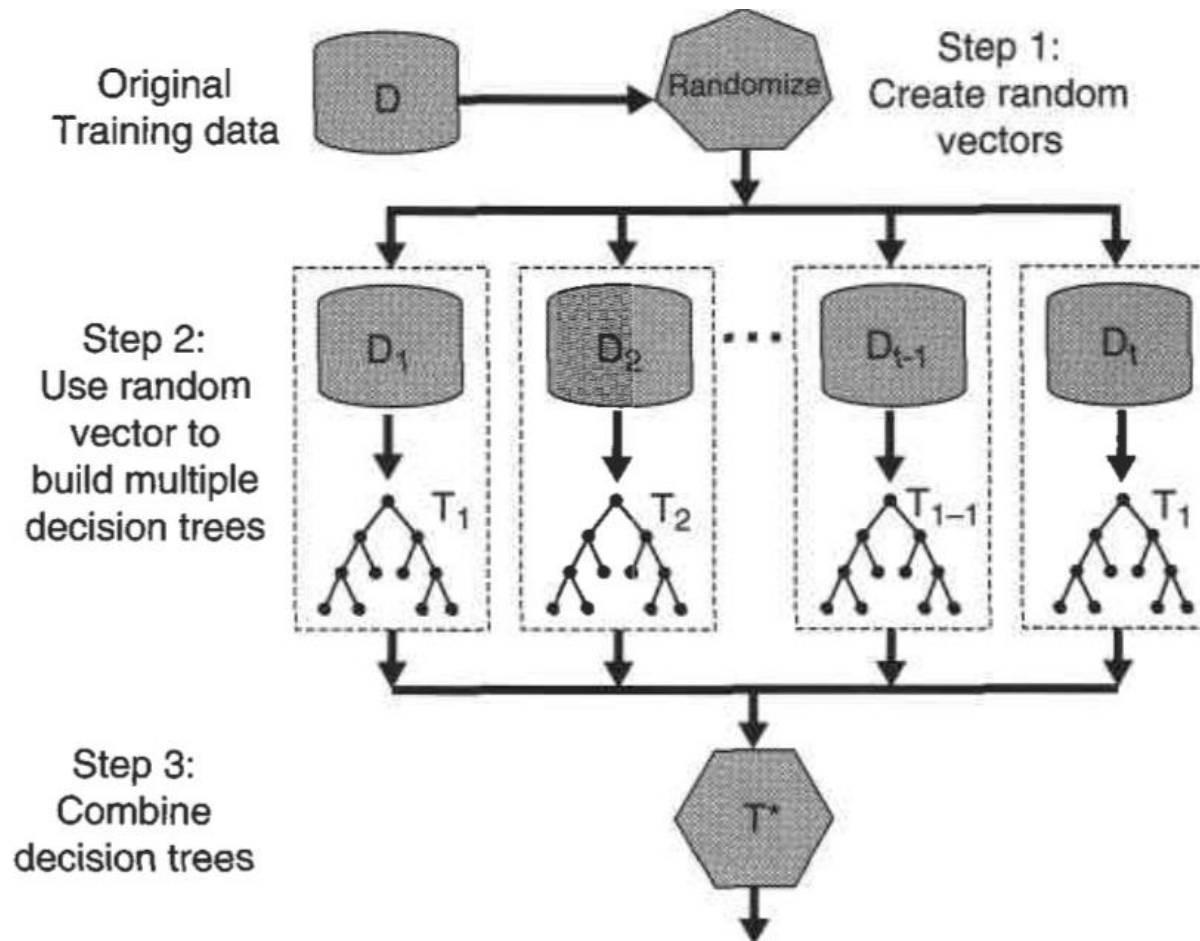 Original
Training data
D
Randomize
Step 1:
Create random
vectors
Step 2:
Use random
vector to
build multiple
decision trees
D₁
D₂
Dₜ₋₁
Dₜ
T₁
T₂
T₁₋₁
T₁
Step 3:
Combine
decision trees
T*